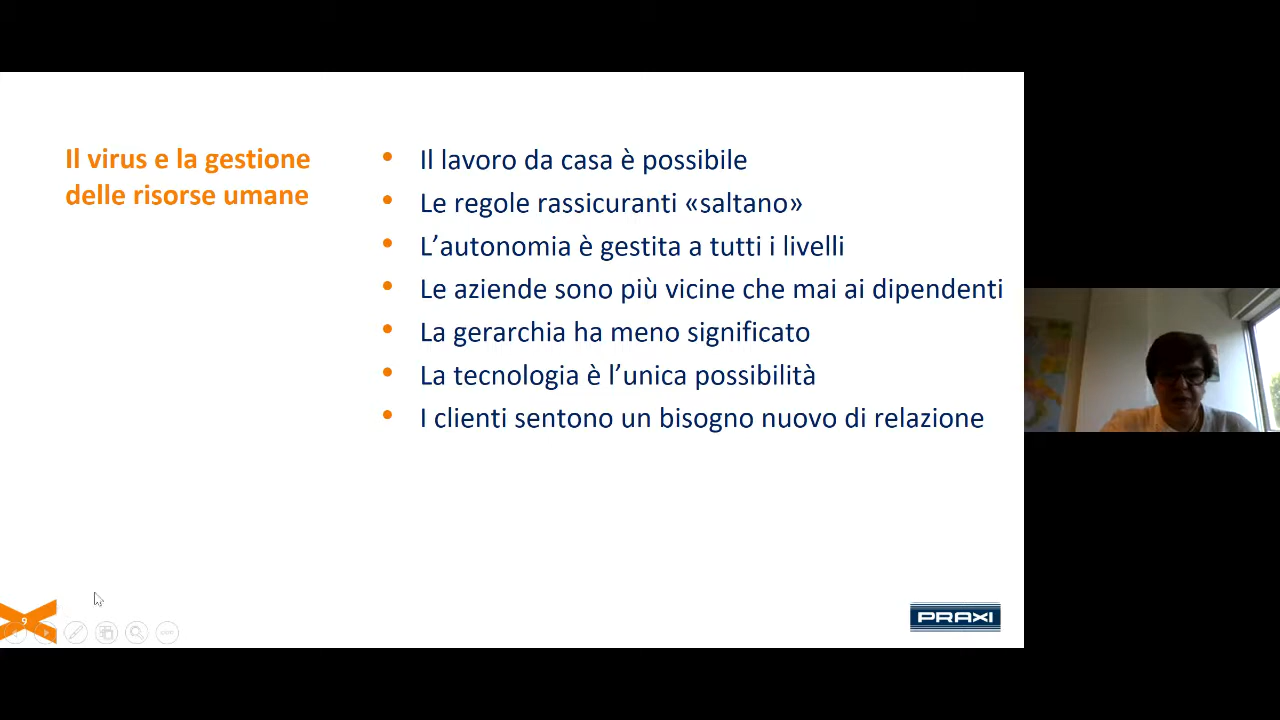 Il virus e la gestione
delle risorse umane
Il lavoro da casa è possibile
Le regole rassicuranti «saltano»
L’autonomia è gestita a tutti i livelli
Le aziende sono più vicine che mai ai dipendenti
La gerarchia ha meno significato
La tecnologia è l’unica possibilità
I clienti sentono un bisogno nuovo di relazione
9
PRAXI